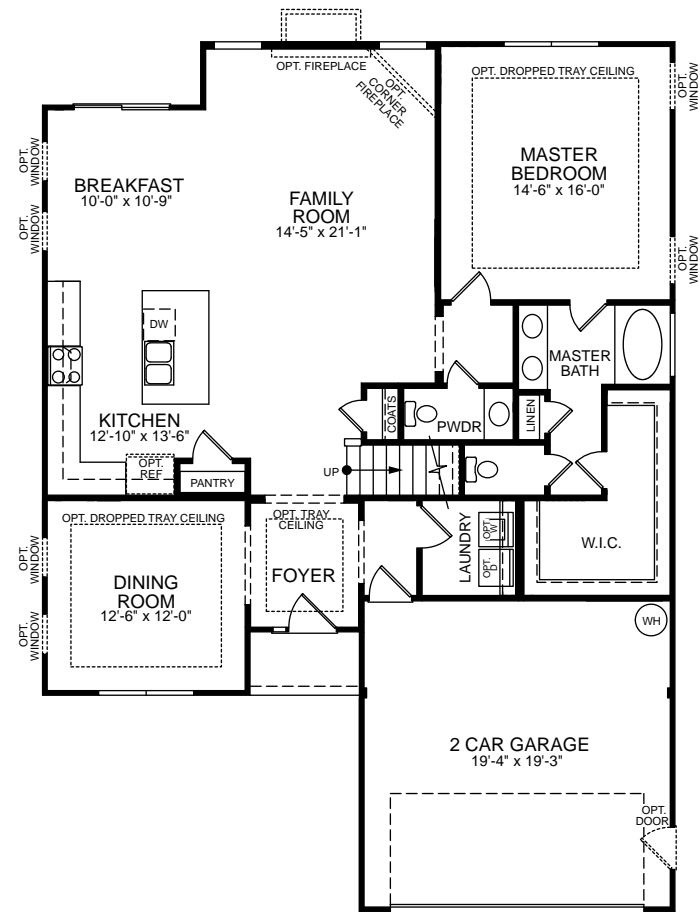 OPT. FIREPLACE
OPT.
CORNER
FIREPLACE
OPT. DROPPED TRAY CEILING
OPT.
WINDOW
OPT.
WINDOW
BREAKFAST
10'-0" x 10'-9"
FAMILY
ROOM
14'-5" x 21'-1"
MASTER
BEDROOM
14'-6" x 16'-0"
OPT.
WINDOW
OPT.
WINDOW
DW
MASTER
BATH
KITCHEN
12'-10" x 13'-6"
COATS
PWDR
LINEN
OPT.
REF
PANTRY
UP
OPT. DROPPED TRAY CEILING
OPT. TRAY
CEILING
LAUNDRY
OPT.
W
OPT.
D
W.I.C.
OPT.
WINDOW
OPT.
WINDOW
DINING
ROOM
12'-6" x 12'-0"
FOYER
WH
2 CAR GARAGE
19'-4" x 19'-3"
OPT.
DOOR